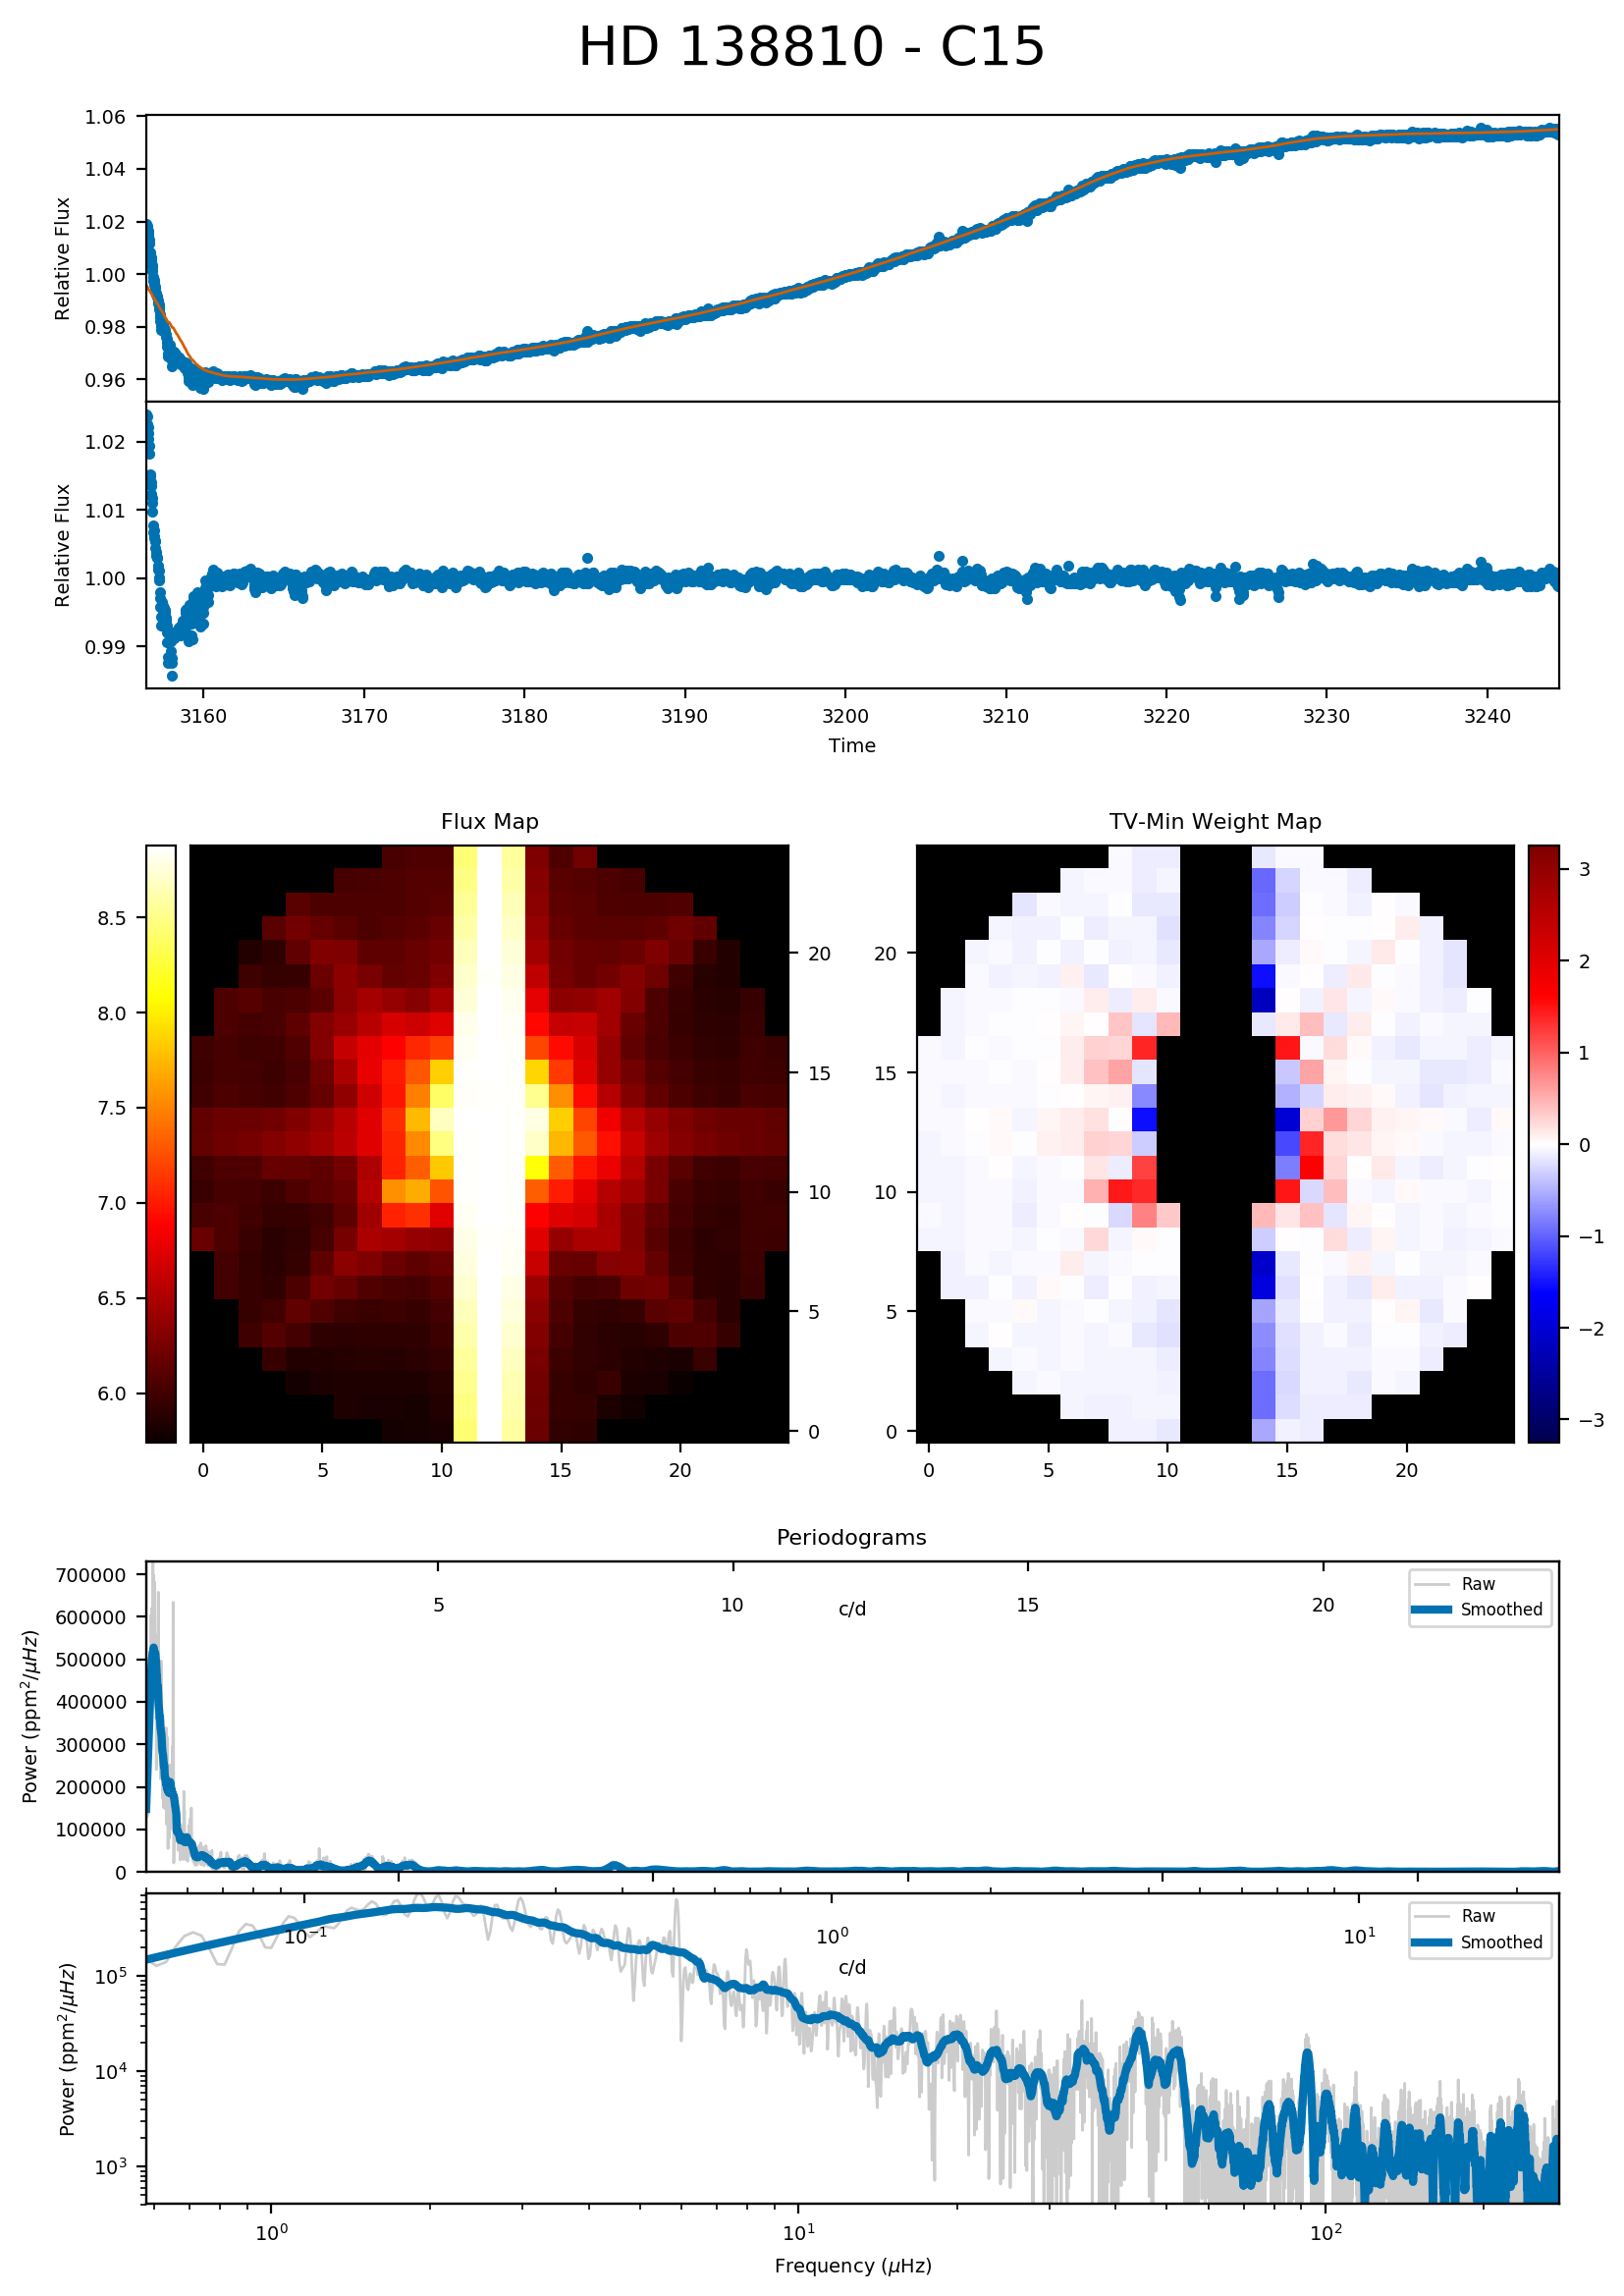 HD 138810 - C15
1.06
1.04
1.02
1.00
0.98
0.96
Relative Flux
1.02
1.01
1.00
0.99
Relative Flux
3160 3170 3180 3190 3200 3210 3220 3230 3240
Time
Flux Map
8.5
8.0
7.5
7.0
6.5
6.0
20
15
10
5
0
0 5 10 15 20
TV-Min Weight Map
20
15
10
5
0
0 5 10 15 20
3
2
1
0
−1
−2
−3
Periodograms
700000
600000
500000
400000
300000
200000
100000
0
Power (ppm²/μHz)
5 10 15 20
c/d
Raw
Smoothed
10⁻¹ 10⁰ 10¹
c/d
Raw
Smoothed
10⁵
10⁴
10³
Power (ppm²/μHz)
10⁰ 10¹ 10²
Frequency (μHz)